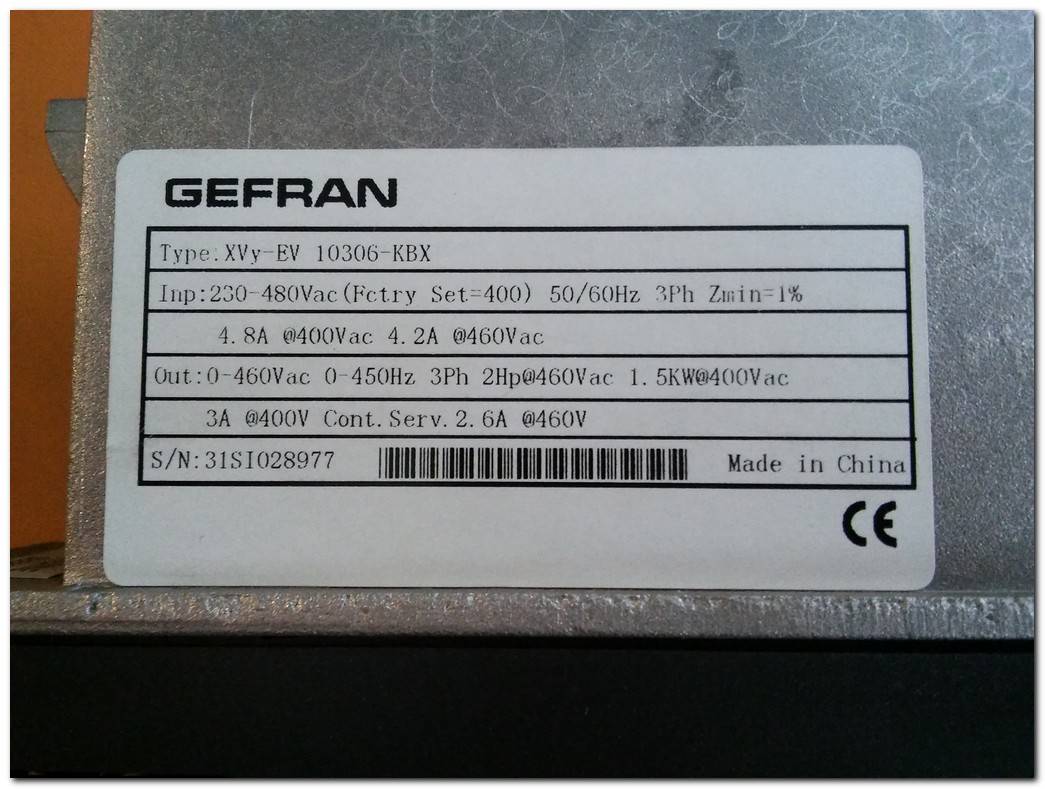 GEFRAN
Type:XVy-EV 10306-KBX
Inp:230-480Vac(Fctry Set=400) 50/60Hz 3Ph Zmin=1%
4.8A @400Vac 4.2A @460Vac
Out:0-460Vac 0-450Hz 3Ph 2Hp@460Vac 1.5KW@400Vac
3A @400V Cont.Serv.2.6A @460V
S/N:31SI028977 Made in China
CE